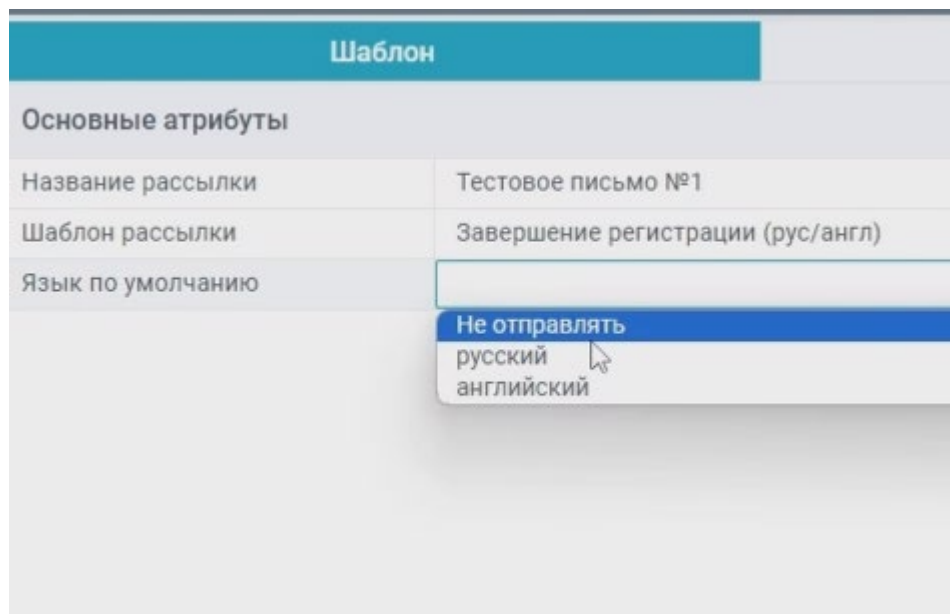 Шаблон
Основные атрибуты
Название рассылки Тестовое письмо №1
Шаблон рассылки Завершение регистрации (рус/англ)
Язык по умолчанию
Не отправлять
русский
английский